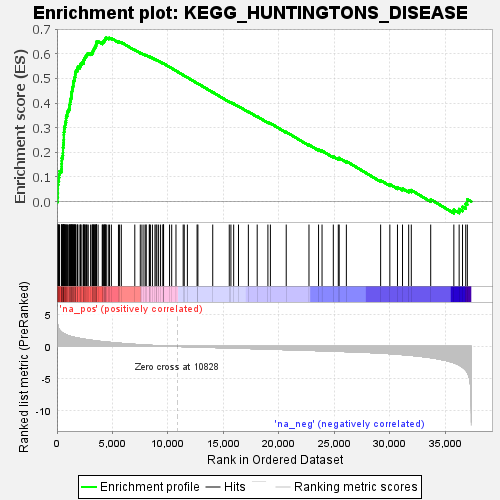 Enrichment plot: KEGG_HUNTINGTONS_DISEASE
Enrichment score (ES)
0.7
0.6
0.5
0.4
0.3
0.2
0.1
0.0
Ranked list metric (PreRanked)
5
0
-5
-10
'na_pos' (positively correlated)
Zero cross at 10828
'na_neg' (negatively correlated)
0
5,000
10,000
15,000
20,000
25,000
30,000
35,000
Rank in Ordered Dataset
Enrichment profile
Hits
Ranking metric scores